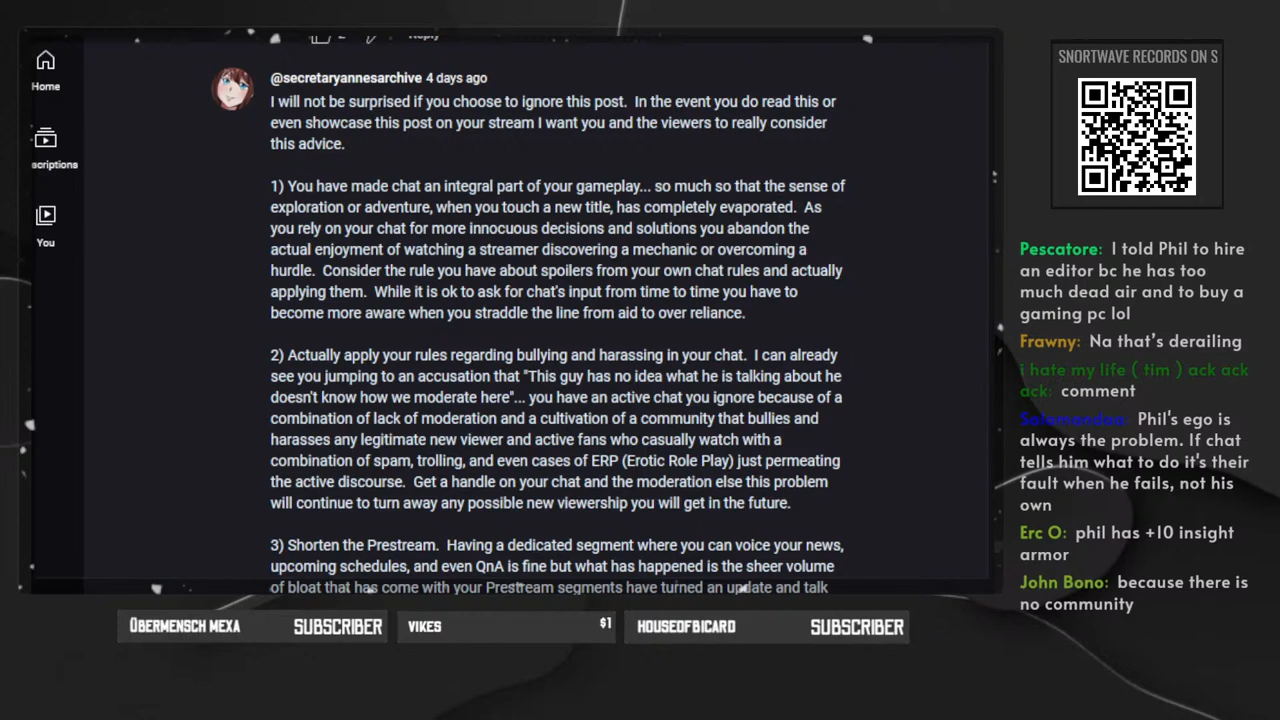 Reply
Home
scriptions
You
@secretaryannesarchive 4 days ago
I will not be surprised if you choose to ignore this post. In the event you do read this or
even showcase this post on your stream I want you and the viewers to really consider
this advice.
1) You have made chat an integral part of your gameplay... so much so that the sense of
exploration or adventure, when you touch a new title, has completely evaporated. As
you rely on your chat for more innocuous decisions and solutions you abandon the
actual enjoyment of watching a streamer discovering a mechanic or overcoming a
hurdle. Consider the rule you have about spoilers from your own chat rules and actually
applying them. While it is ok to ask for chat's input from time to time you have to
become more aware when you straddle the line from aid to over reliance.
2) Actually apply your rules regarding bullying and harassing in your chat. I can already
see you jumping to an accusation that "This guy has no idea what he is talking about he
doesn't know how we moderate here"... you have an active chat you ignore because of a
combination of lack of moderation and a cultivation of a community that bullies and
harasses any legitimate new viewer and active fans who casually watch with a
combination of spam, trolling, and even cases of ERP (Erotic Role Play) just permeating
the active discourse. Get a handle on your chat and the moderation else this problem
will continue to turn away any possible new viewership you will get in the future.
3) Shorten the Prestream. Having a dedicated segment where you can voice your news,
upcoming schedules, and even QnA is fine but what has happened is the sheer volume
of bloat that has come with your Prestream segments have turned an update and talk
SNORTWAVE RECORDS ON S
Pescatore: I told Phil to hire
an editor bc he has too
much dead air and to buy a
gaming pc lol
Frawny: Na that's derailing
i hate my life ( tim ) ack ack
ack: comment
Solomondoo: Phil's ego is
always the problem. If chat
tells him what to do it's their
fault when he fails, not his
own
Erc O: phil has +10 insight
armor
John Bono: because there is
no community
ÜBERMENSCH MEXA SUBSCRIBER
VIKES $1
HOUSEOFBICARD SUBSCRIBER